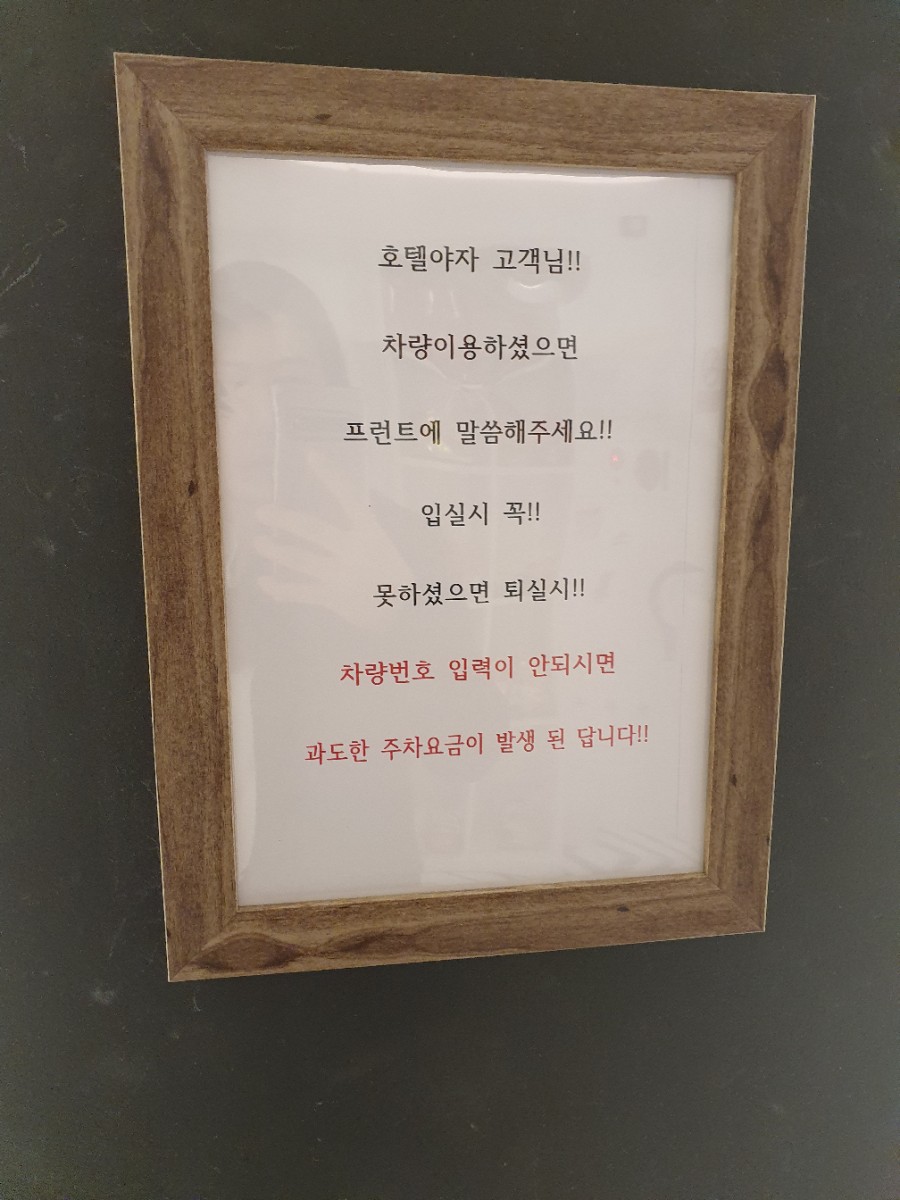 호텔야자 고객님!!
차량이용하셨으면
프런트에 말씀해주세요!!
입실시 꼭!!
못하셨으면 퇴실시!!
차량번호 입력이 안되시면
과도한 주차요금이 발생 된 답니다!!